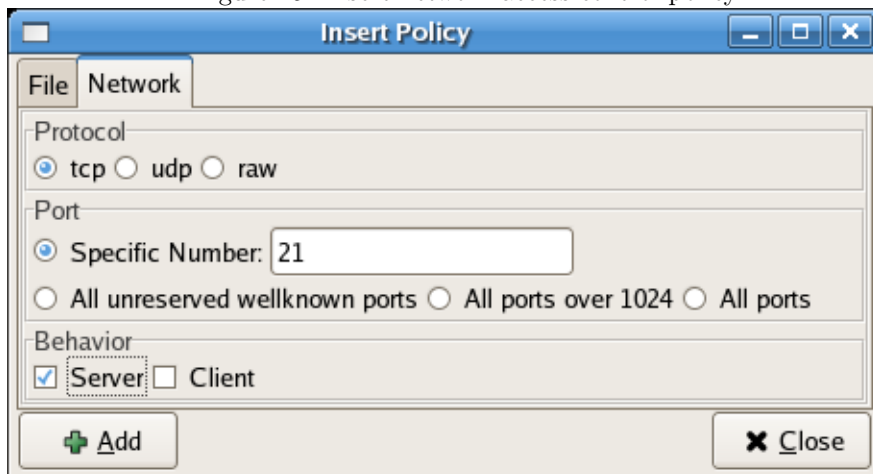 Insert Policy
File Network
Protocol
tcp udp raw
Port
Specific Number: 21
All unreserved wellknown ports All ports over 1024 All ports
Behavior
Server Client
Add Close